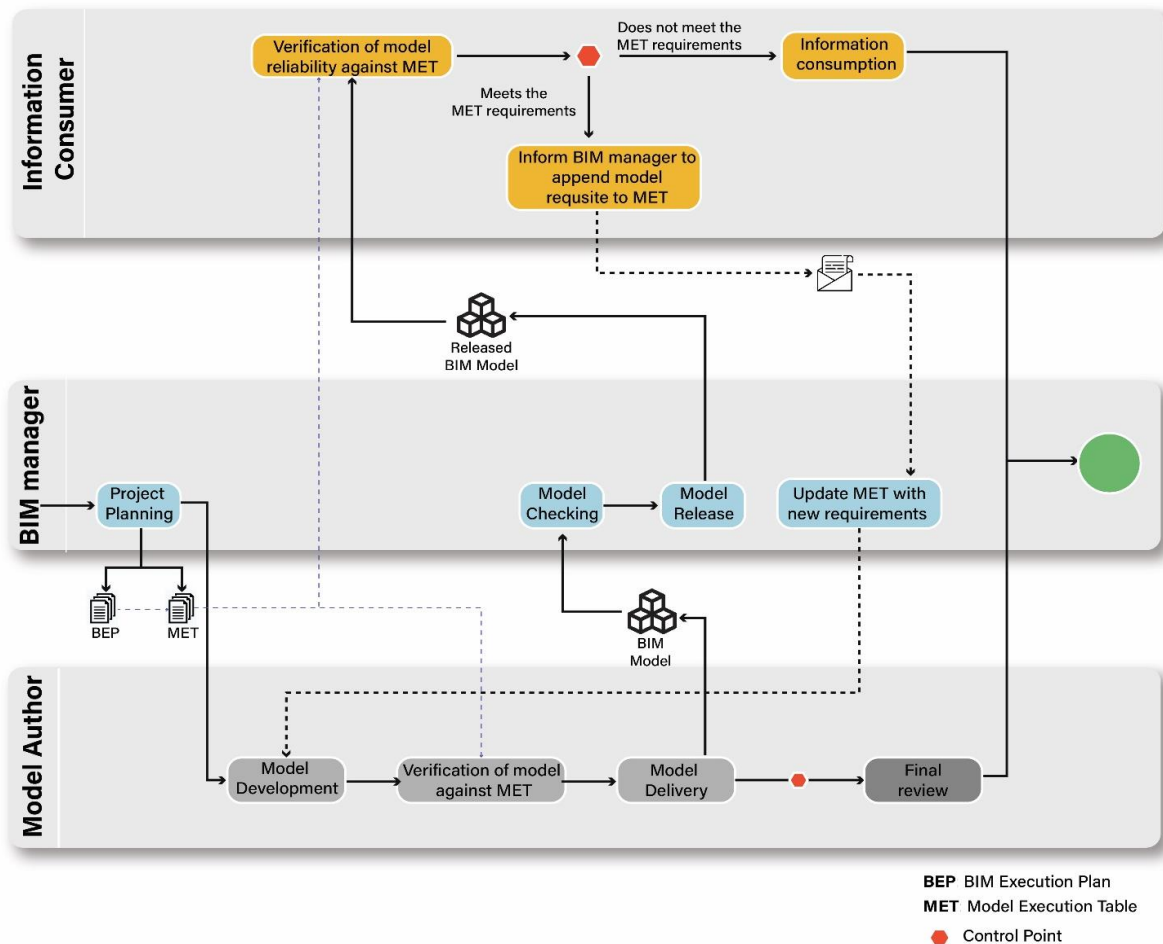 Information
Consumer
Verification of model
reliability against MET
Does not meet the
MET requirements
Information
consumption
Meets the
MET requirements
Inform BIM manager to
append model
requsite to MET
Released
BIM Model
BIM manager
Project
Planning
Model
Checking
Model
Release
Update MET with
new requirements
BEP
MET
BIM
Model
Model Author
Model
Development
Verification of model
against MET
Model
Delivery
Final
review
BEP BIM Execution Plan
MET Model Execution Table
Control Point